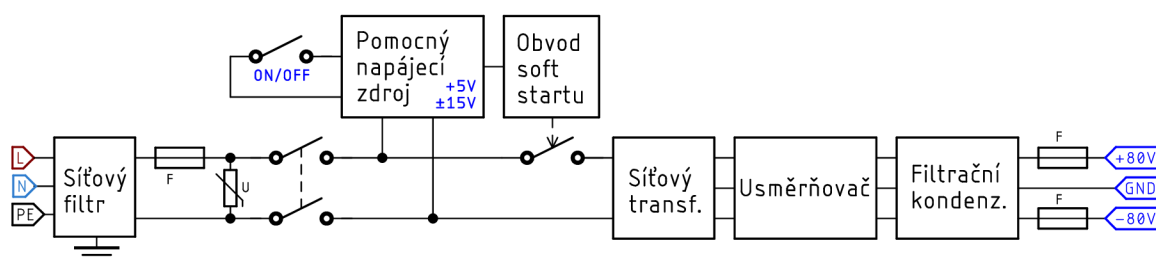 Pomocný
napájecí
zdroj
+5V
±15V
Obvod
soft
startu
ON/OFF
L
N
PE
Síťový
filtr
F
U
Síťový
transf.
Usměrňovač
Filtrační
kondenz.
F
+80V
GND
F
-80V